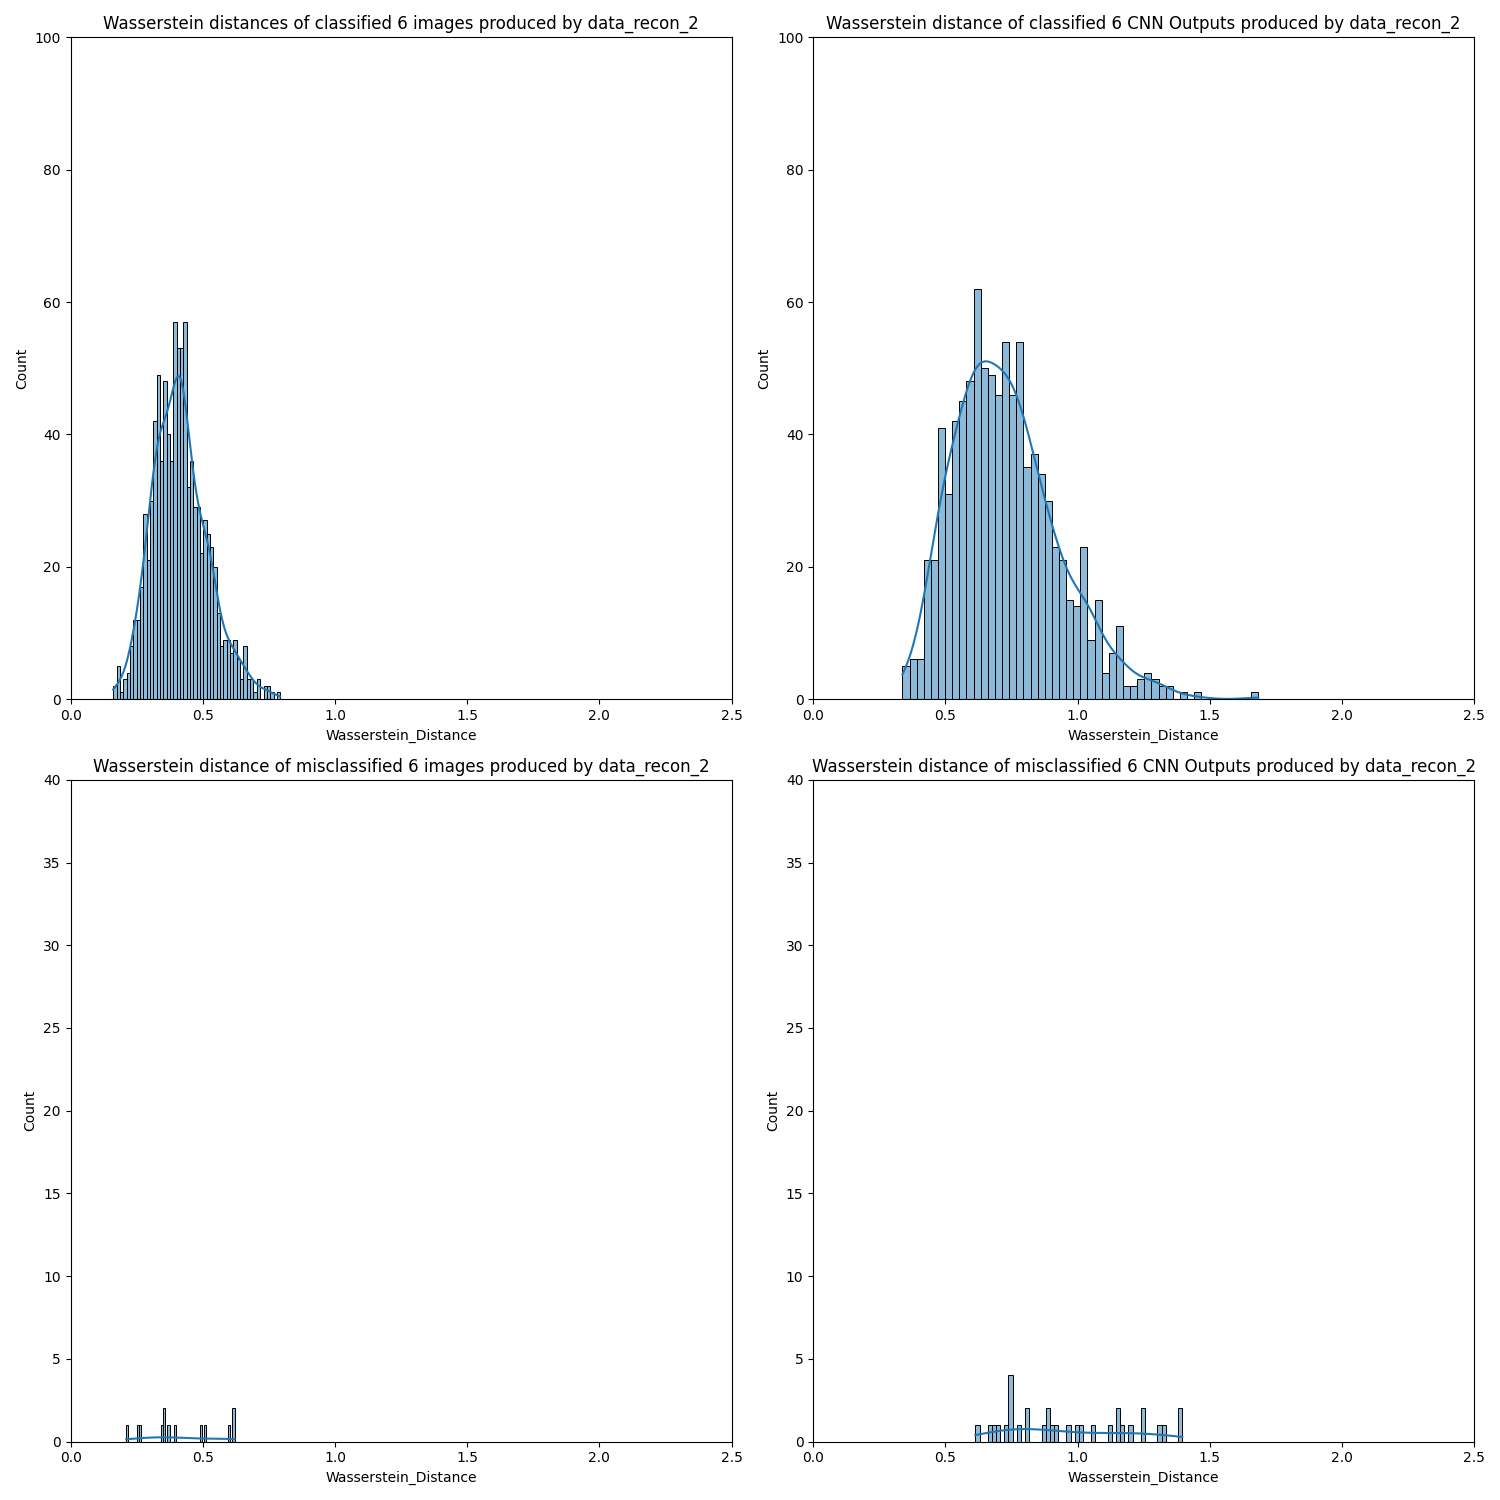 Wasserstein distances of classified 6 images produced by data_recon_2
100
80
60
40
20
0
Count
0.0 0.5 1.0 1.5 2.0 2.5
Wasserstein_Distance
Wasserstein distance of classified 6 CNN Outputs produced by data_recon_2
100
80
60
40
20
0
Count
0.0 0.5 1.0 1.5 2.0 2.5
Wasserstein_Distance
Wasserstein distance of misclassified 6 images produced by data_recon_2
40
35
30
25
20
15
10
5
0
Count
0.0 0.5 1.0 1.5 2.0 2.5
Wasserstein_Distance
Wasserstein distance of misclassified 6 CNN Outputs produced by data_recon_2
40
35
30
25
20
15
10
5
0
Count
0.0 0.5 1.0 1.5 2.0 2.5
Wasserstein_Distance